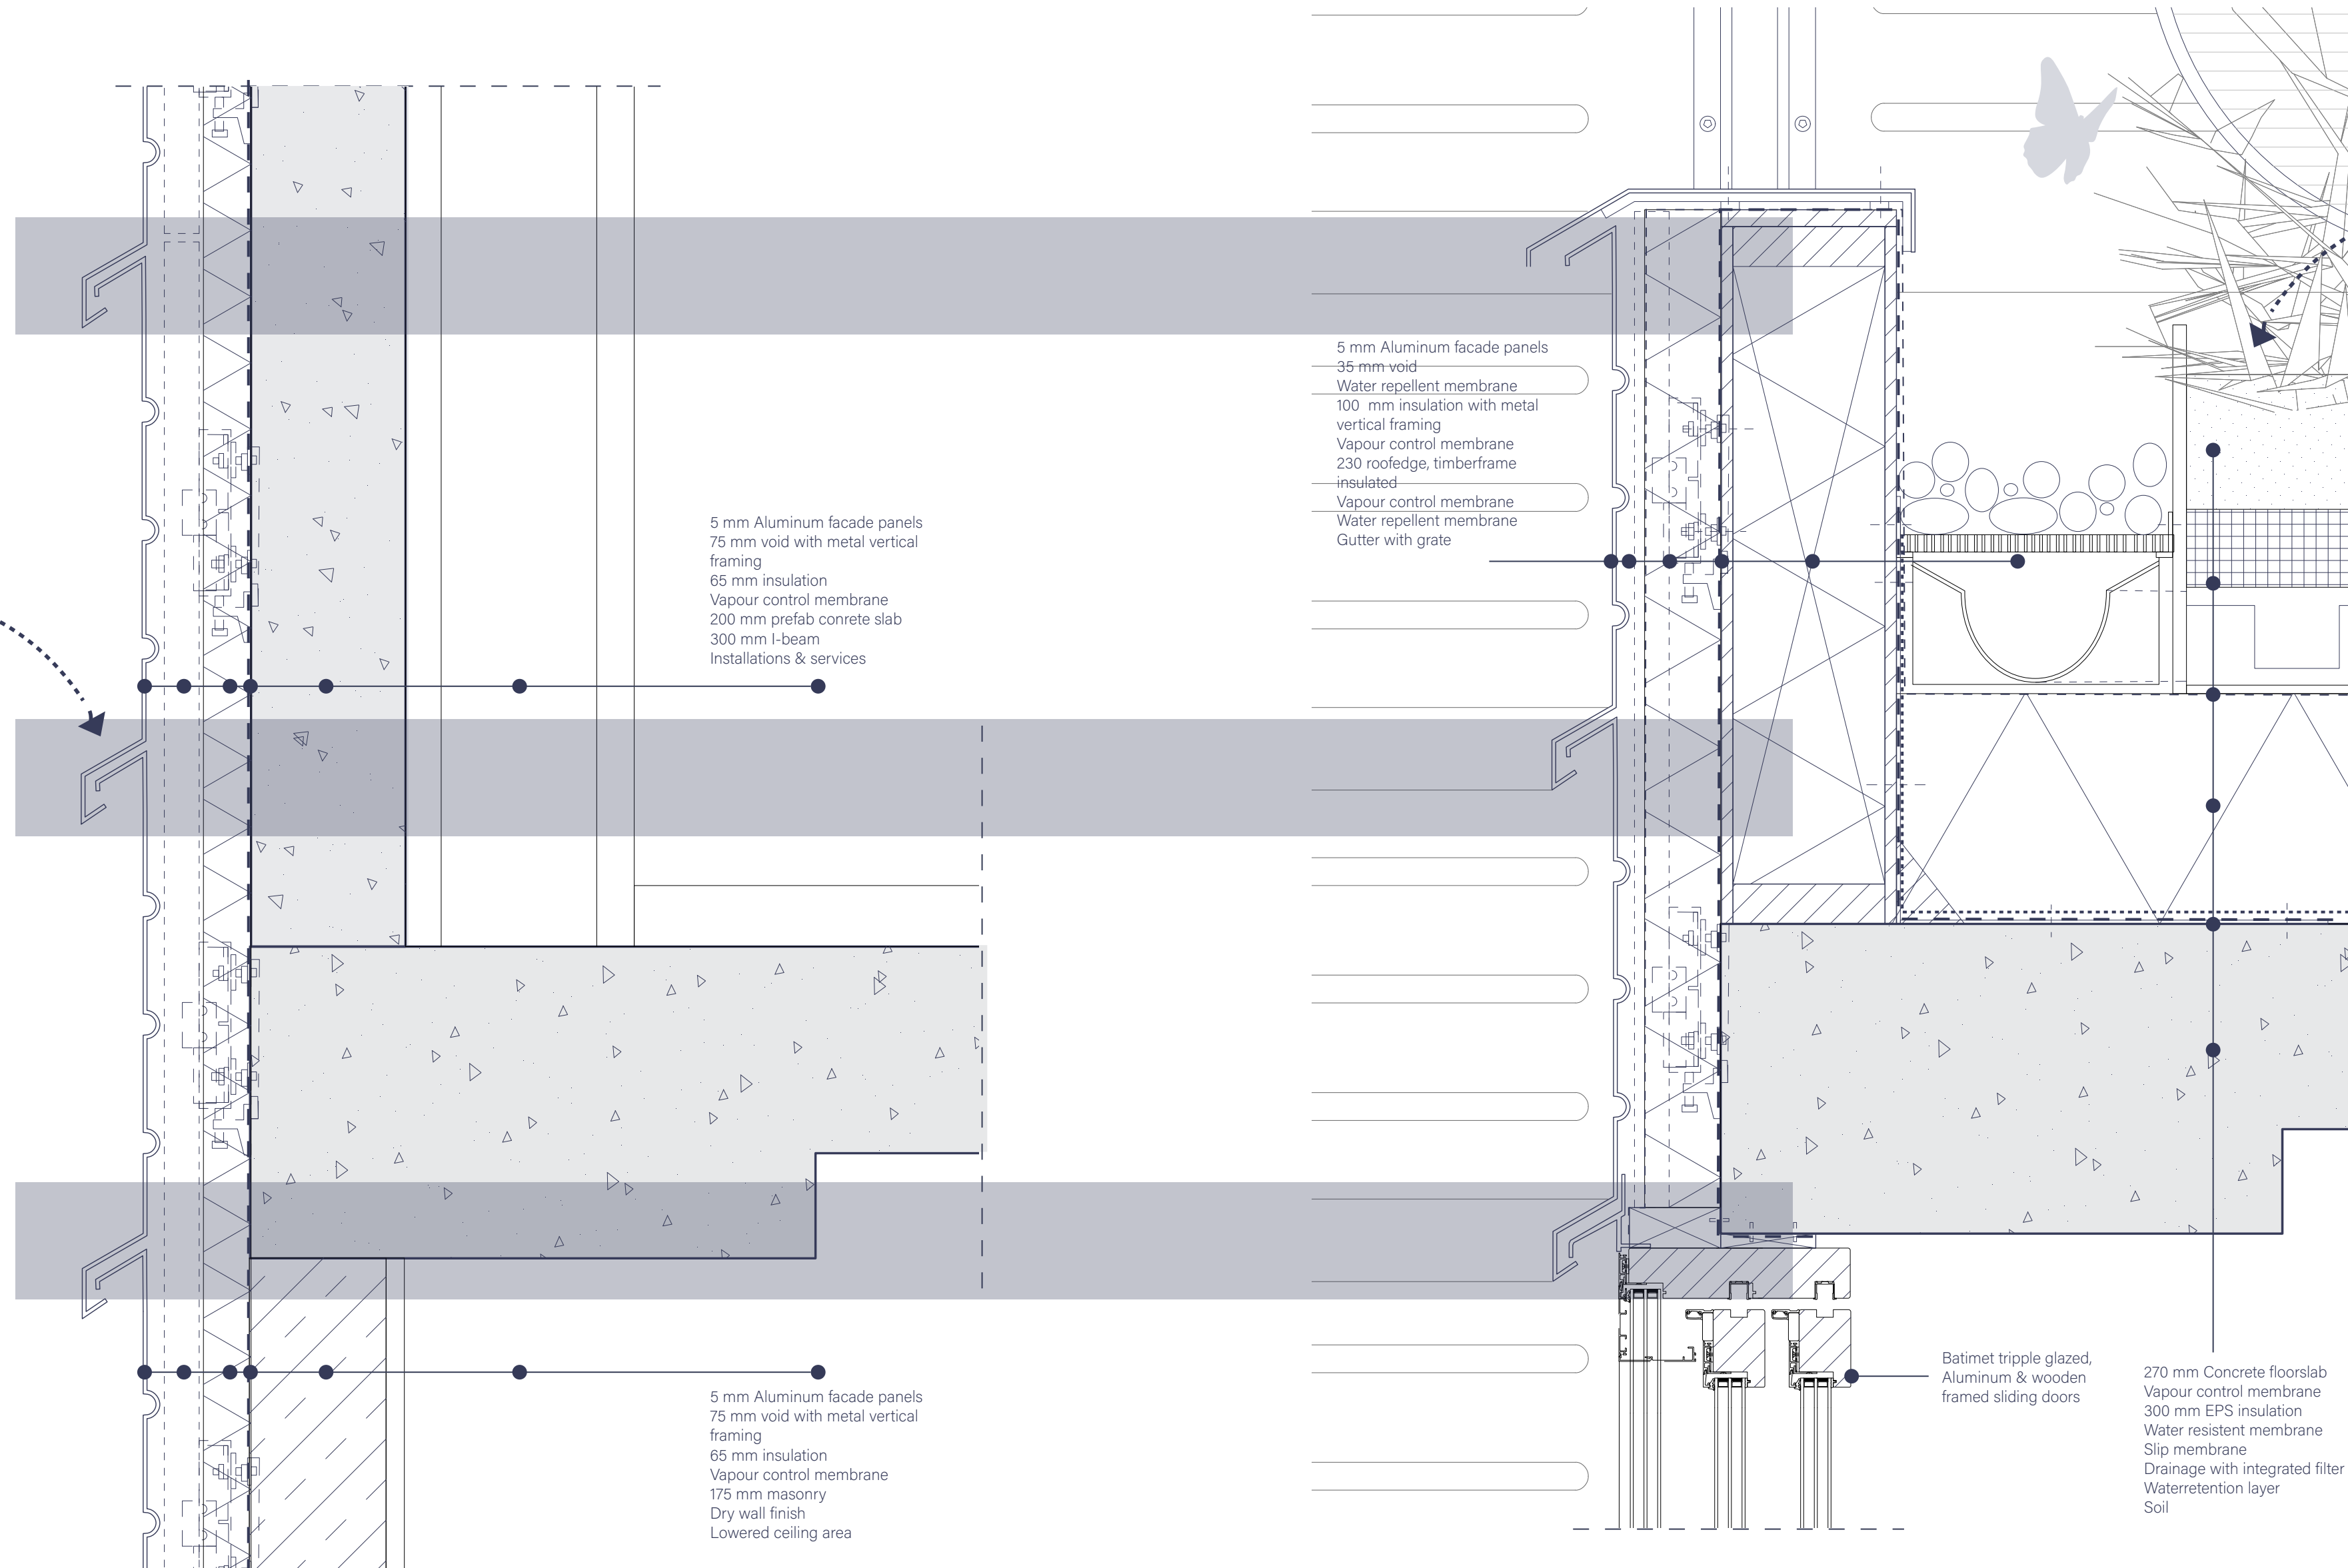 5 mm Aluminum facade panels
75 mm void with metal vertical
framing
65 mm insulation
Vapour control membrane
200 mm prefab conrete slab
300 mm I-beam
Installations & services
5 mm Aluminum facade panels
75 mm void with metal vertical
framing
65 mm insulation
Vapour control membrane
175 mm masonry
Dry wall finish
Lowered ceiling area
5 mm Aluminum facade panels
35 mm void
Water repellent membrane
100  mm insulation with metal
vertical framing
Vapour control membrane
230 roofedge, timberframe
insulated
Vapour control membrane
Water repellent membrane
Gutter with grate
Batimet tripple glazed,
Aluminum & wooden
framed sliding doors
270 mm Concrete floorslab
Vapour control membrane
300 mm EPS insulation
Water resistent membrane
Slip membrane
Drainage with integrated filter
Waterretention layer
Soil